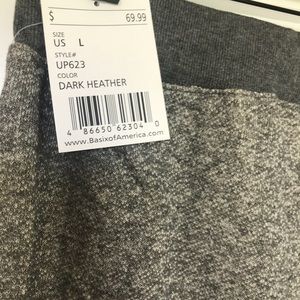 $ 69.99
SIZE
US L
STYLE#
UP623
COLOR
DARK HEATHER
4 86650 62304 0
www.BasixofAmerica.com